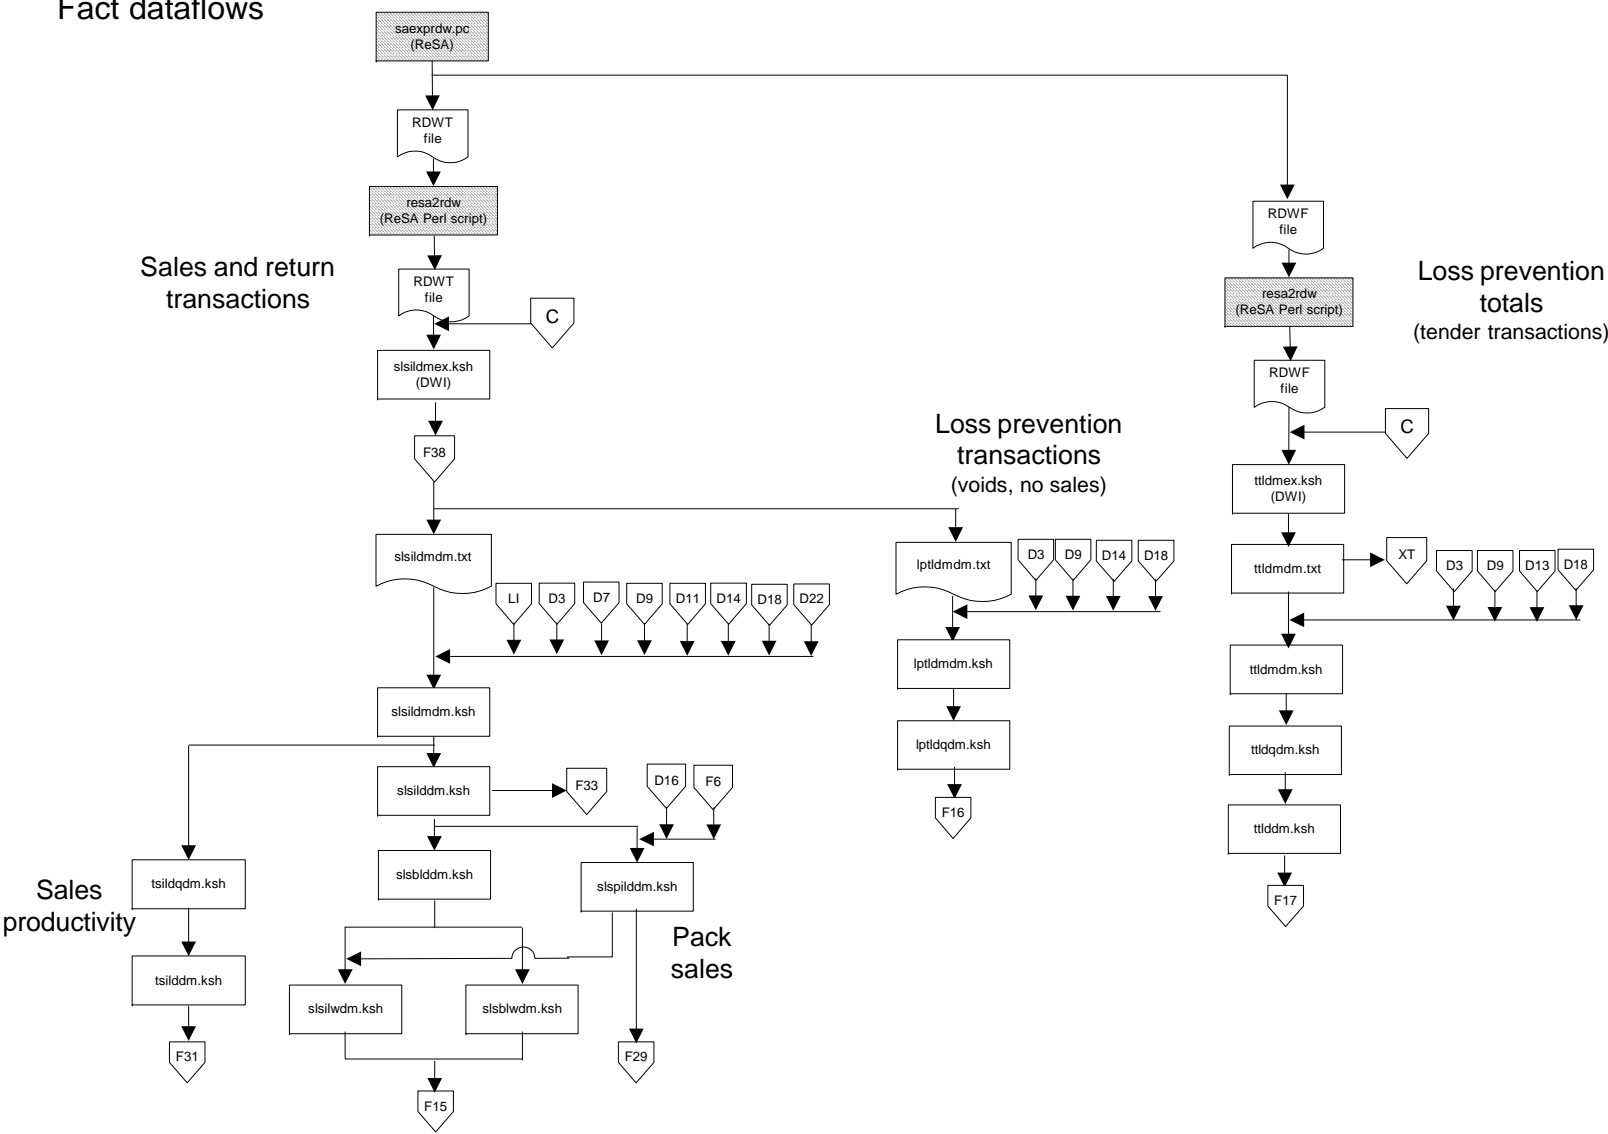 Fact dataflows
saexprdw.pc
(ReSA)
RDWT
file
resa2rdw
(ReSA Perl script)
Sales and return
transactions
RDWT
file
C
slsildmex.ksh
(DWI)
F38
slsildmdm.txt
LI
D3
D7
D9
D11
D14
D18
D22
slsildmdm.ksh
slsilddm.ksh
F33
D16
F6
slsblddm.ksh
slspilddm.ksh
Sales
productivity
tsildqdm.ksh
tsilddm.ksh
F31
Pack
sales
slsilwdm.ksh
slsblwdm.ksh
F29
F15
Loss prevention
transactions
(voids, no sales)
lptldmdm.txt
D3
D9
D14
D18
lptldmdm.ksh
lptldqdm.ksh
F16
RDWF
file
resa2rdw
(ReSA Perl script)
Loss prevention
totals
(tender transactions)
RDWF
file
C
ttldmex.ksh
(DWI)
ttldmdm.txt
XT
D3
D9
D13
D18
ttldmdm.ksh
ttldqdm.ksh
ttlddm.ksh
F17